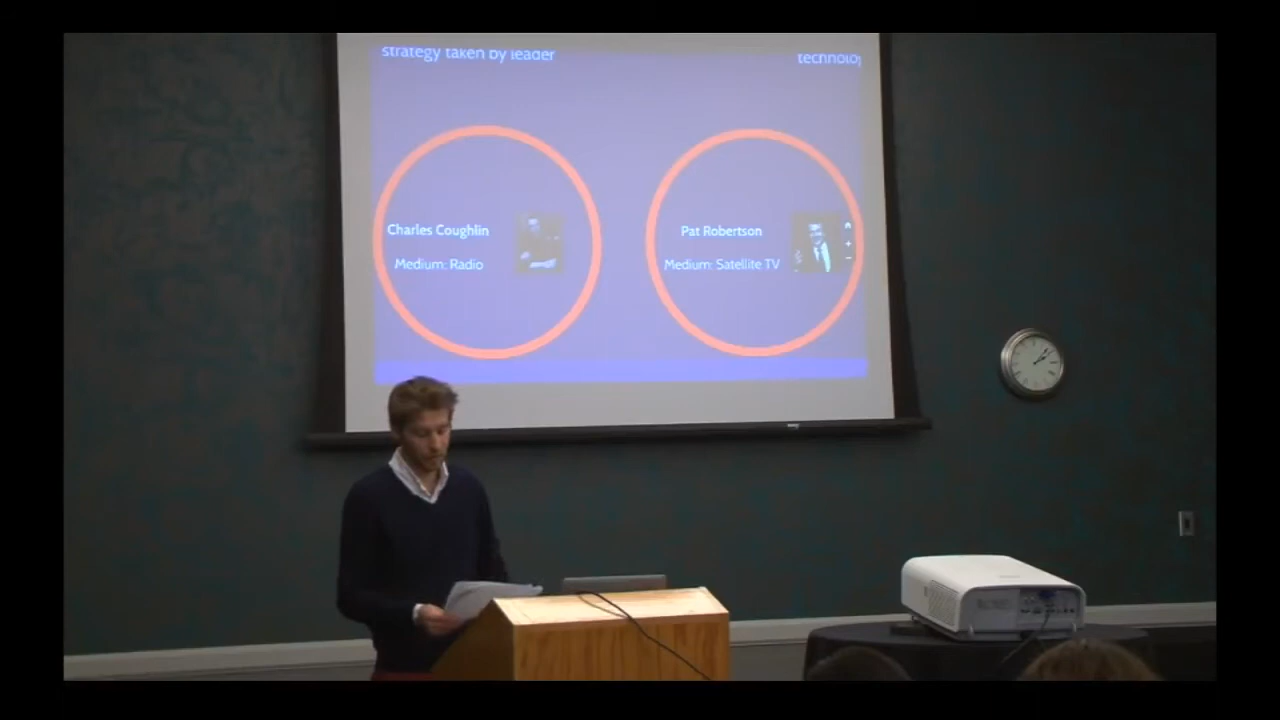 strategy taken by leader
Charles Coughlin
Medium: Radio
Pat Robertson
Medium: Satellite TV